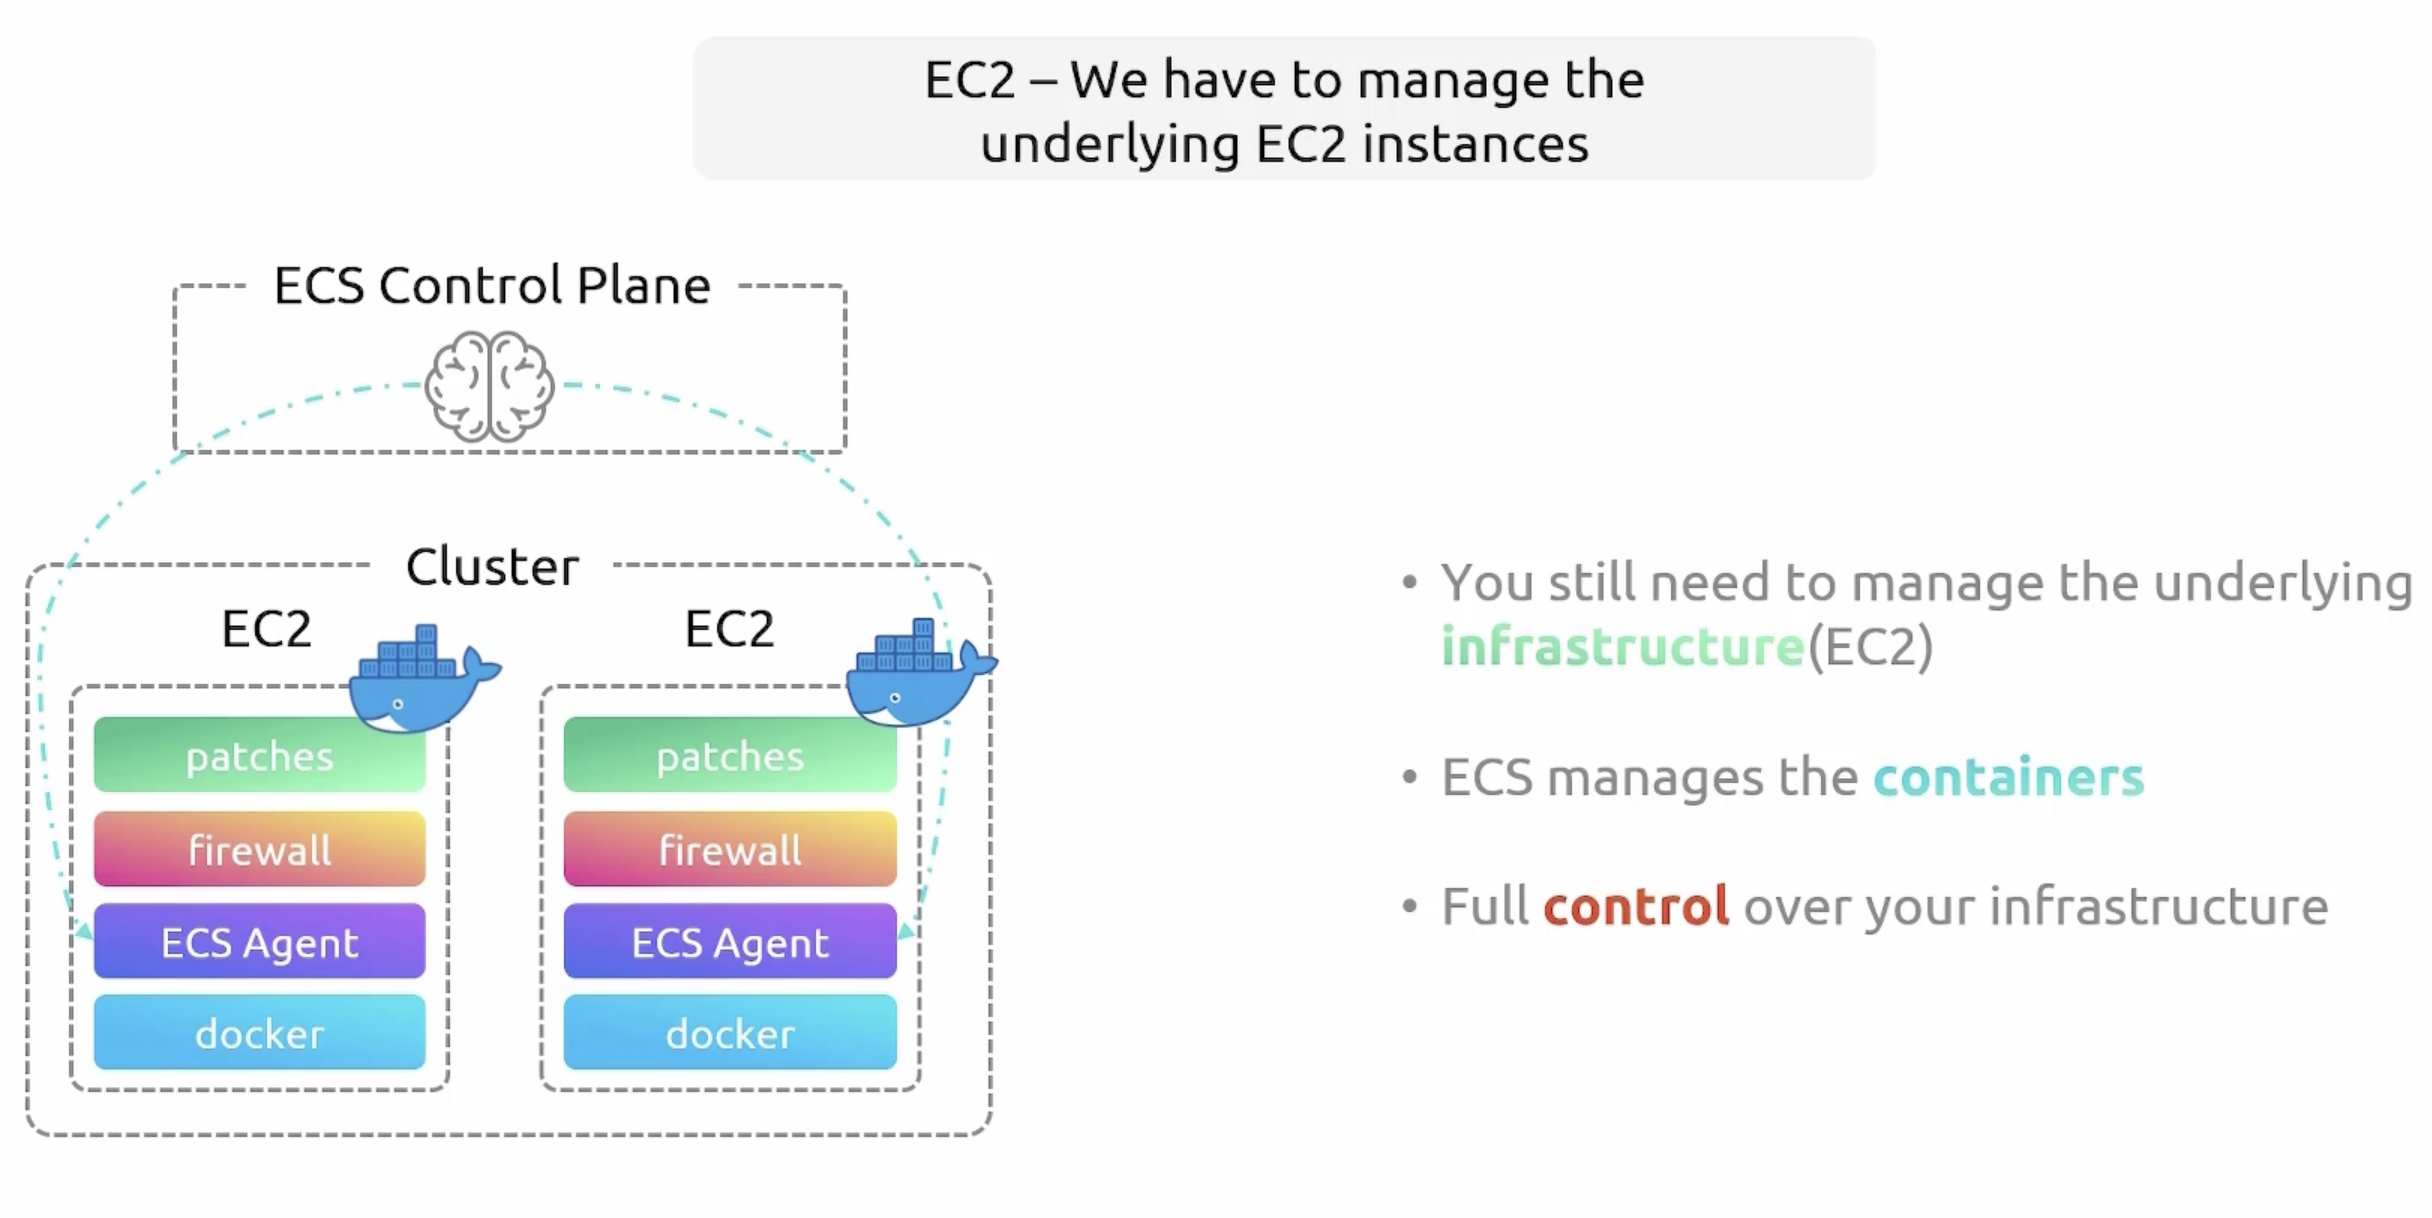 EC2 – We have to manage the
underlying EC2 instances
ECS Control Plane
Cluster
EC2
patches
firewall
ECS Agent
docker
EC2
patches
firewall
ECS Agent
docker
• You still need to manage the underlying
infrastructure(EC2)
• ECS manages the containers
• Full control over your infrastructure